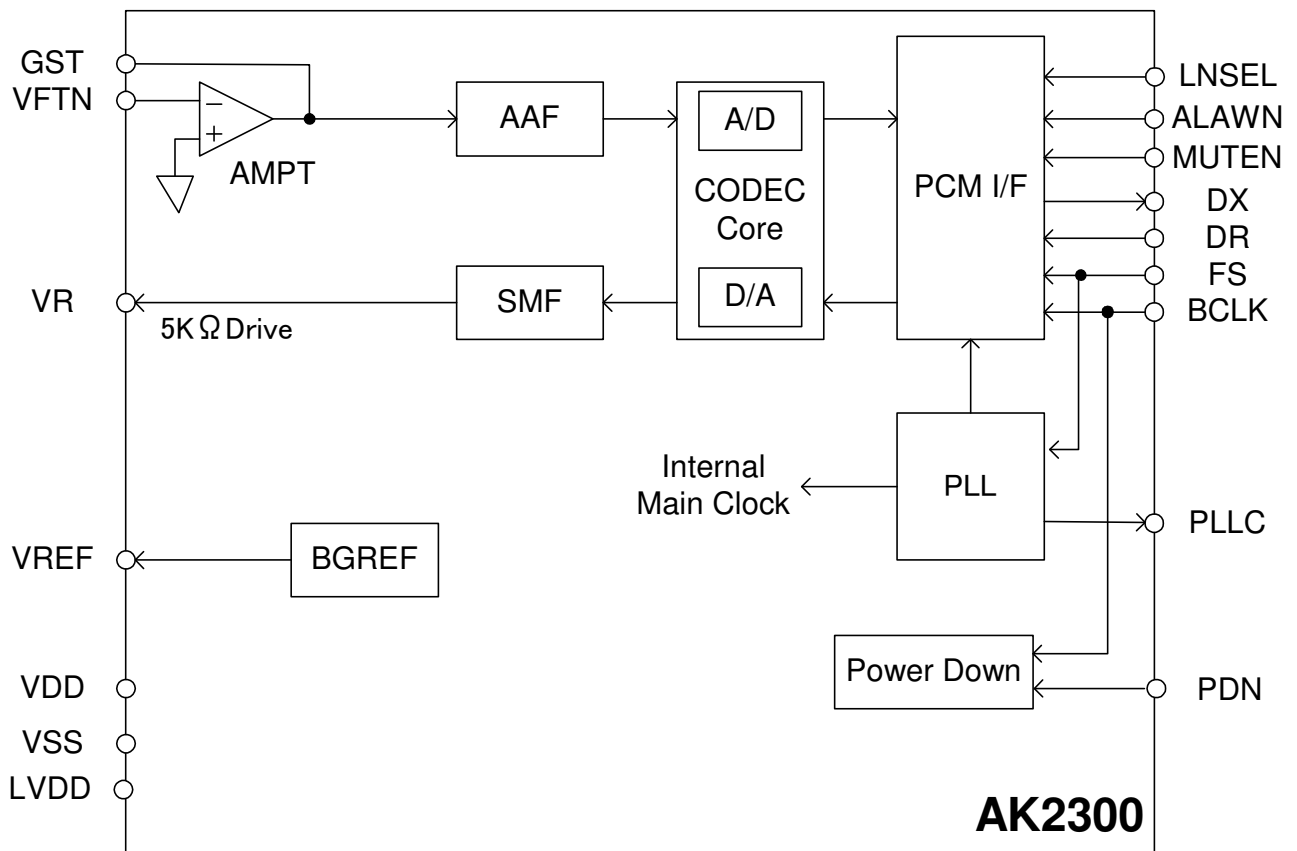 GST
VFTN
−
+
AMPT
AAF
A/D
CODEC
Core
D/A
PCM I/F
LNSEL
ALAWN
MUTEN
DX
DR
FS
BCLK
VR
5KΩDrive
SMF
Internal
Main Clock
PLL
PLLC
VREF
BGREF
Power Down
PDN
VDD
VSS
LVDD
AK2300